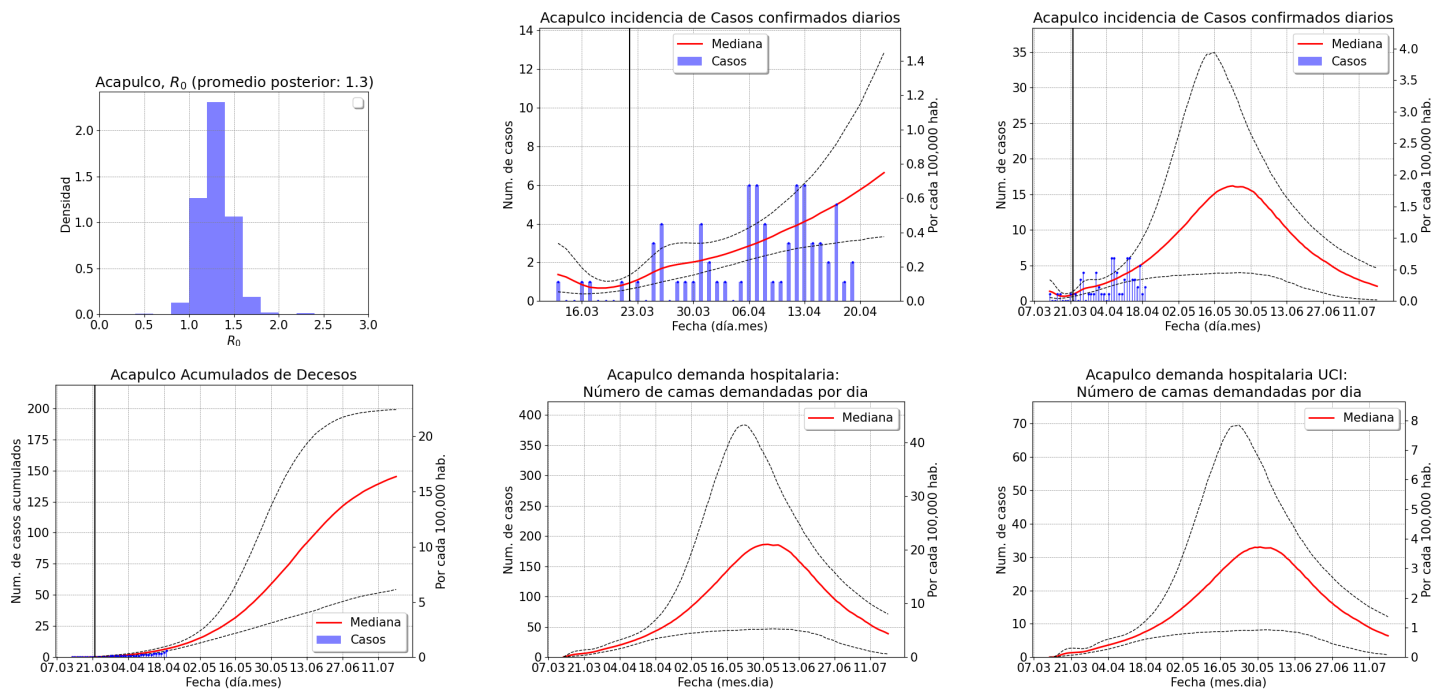 Acapulco, R0 (promedio posterior: 1.3)
Densidad
2.0
1.5
1.0
0.5
0.0
0.0 0.5 1.0 1.5 2.0 2.5 3.0
R0
Acapulco incidencia de Casos confirmados diarios
Mediana
Casos
Num. de casos
14
12
10
8
6
4
2
0
1.4
1.2
1.0
0.8
0.6
0.4
0.2
0.0
Por cada 100,000 hab.
16.03 23.03 30.03 06.04 13.04 20.04
Fecha (día.mes)
Acapulco incidencia de Casos confirmados diarios
Mediana
Casos
Num. de casos
35
30
25
20
15
10
5
0
4.0
3.5
3.0
2.5
2.0
1.5
1.0
0.5
0.0
Por cada 100,000 hab.
07.03 21.03 04.04 18.04 02.05 16.05 30.05 13.06 27.06 11.07
Fecha (día.mes)
Acapulco Acumulados de Decesos
Num. de casos acumulados
200
175
150
125
100
75
50
25
0
20
15
10
5
0
Por cada 100,000 hab.
Mediana
Casos
07.03 21.03 04.04 18.04 02.05 16.05 30.05 13.06 27.06 11.07
Fecha (día.mes)
Acapulco demanda hospitalaria:
Número de camas demandadas por dia
Mediana
Num. de casos
400
350
300
250
200
150
100
50
0
40
30
20
10
0
Por cada 100,000 hab.
07.03 21.03 04.04 18.04 02.05 16.05 30.05 13.06 27.06 11.07
Fecha (mes.dia)
Acapulco demanda hospitalaria UCI:
Número de camas demandadas por dia
Mediana
Num. de casos
70
60
50
40
30
20
10
0
8
7
6
5
4
3
2
1
0
Por cada 100,000 hab.
07.03 21.03 04.04 18.04 02.05 16.05 30.05 13.06 27.06 11.07
Fecha (mes.dia)